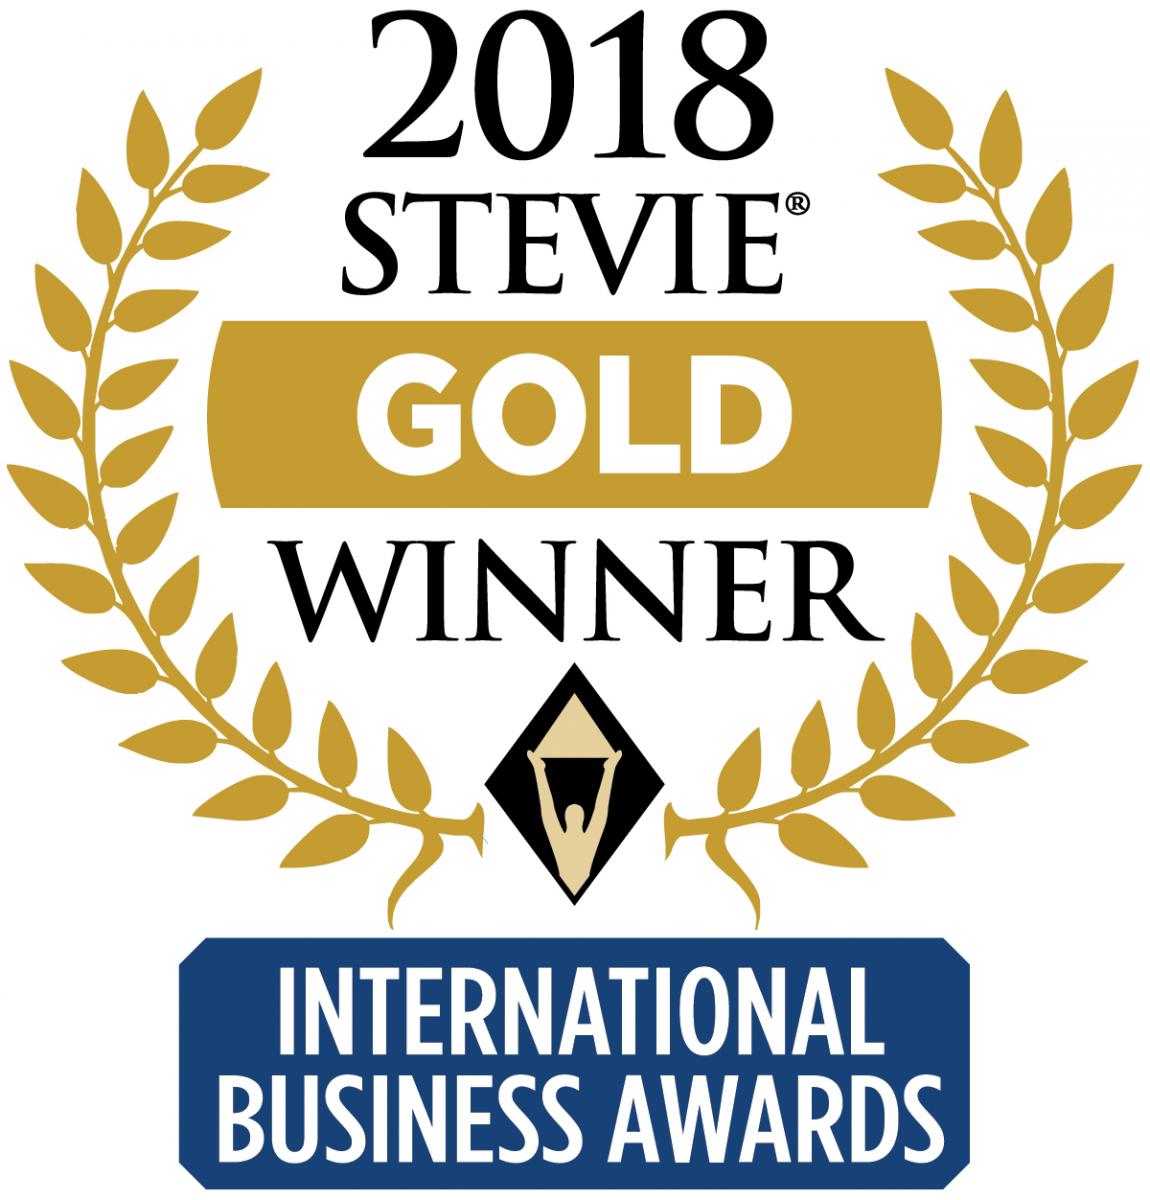 2018
STEVIE®
GOLD
WINNER
INTERNATIONAL
BUSINESS AWARDS